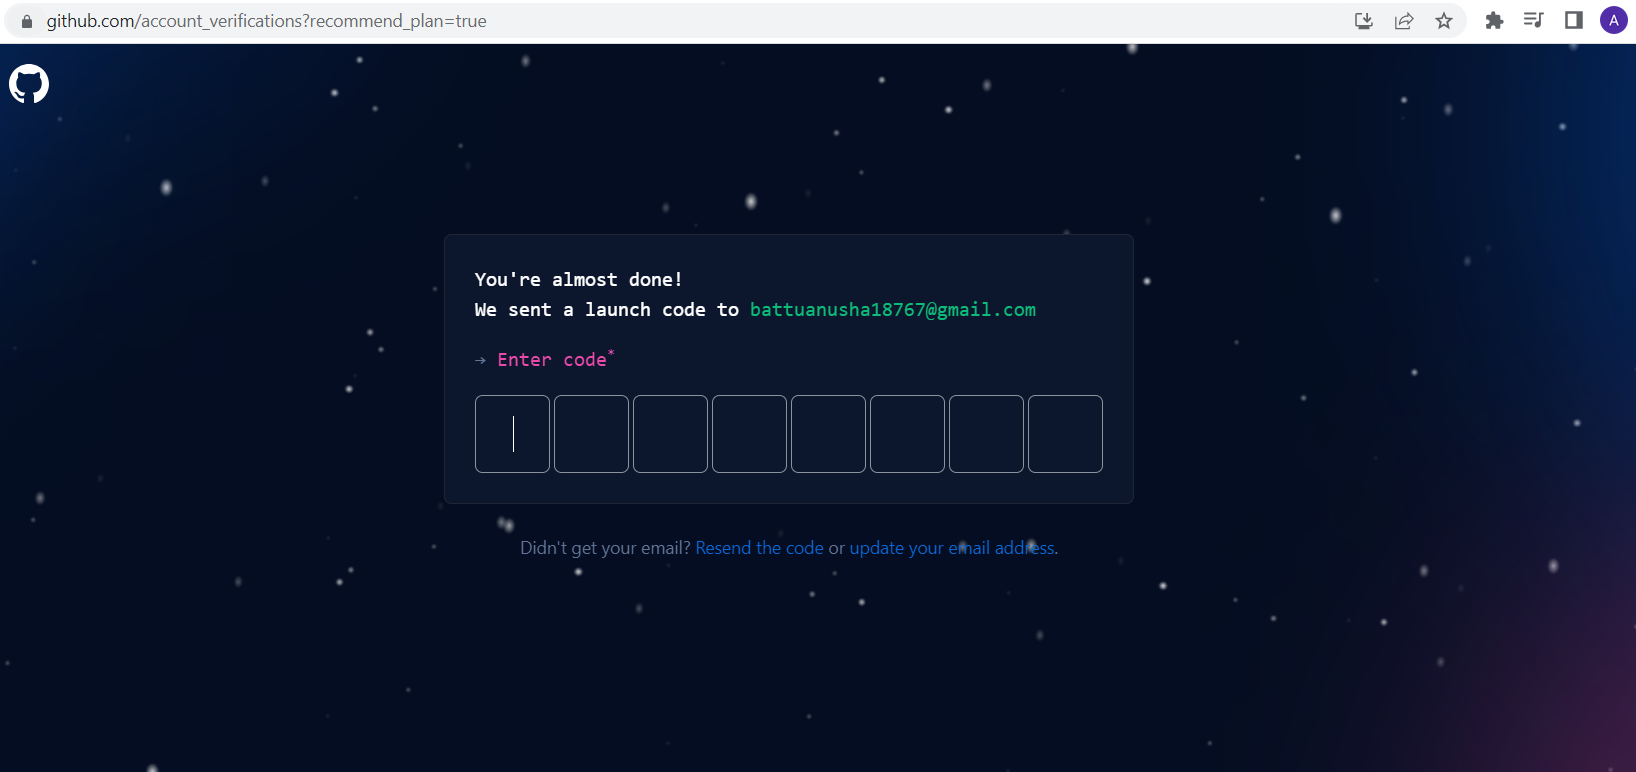 github.com/account_verifications?recommend_plan=true
A
You're almost done!
We sent a launch code to battuanusha18767@gmail.com
→ Enter code*
Didn't get your email? Resend the code or update your email address.